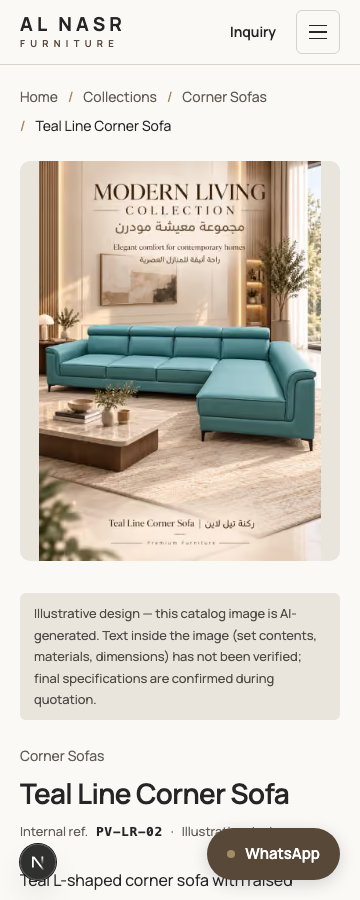 AL NASR
FURNITURE
Inquiry
Home / Collections / Corner Sofas
/ Teal Line Corner Sofa
MODERN LIVING
COLLECTION
مجموعة معيشة مودرن
Elegant comfort for contemporary homes
راحة أنيقة للمنازل العصرية
Teal Line Corner Sofa | ركنة تيل لاين
Premium Furniture
Illustrative design — this catalog image is AI-
generated. Text inside the image (set contents,
materials, dimensions) has not been verified;
final specifications are confirmed during
quotation.
Corner Sofas
Teal Line Corner Sofa
Internal ref. PV-LR-02 ·
WhatsApp
N
Teal L-shaped corner sofa with raised